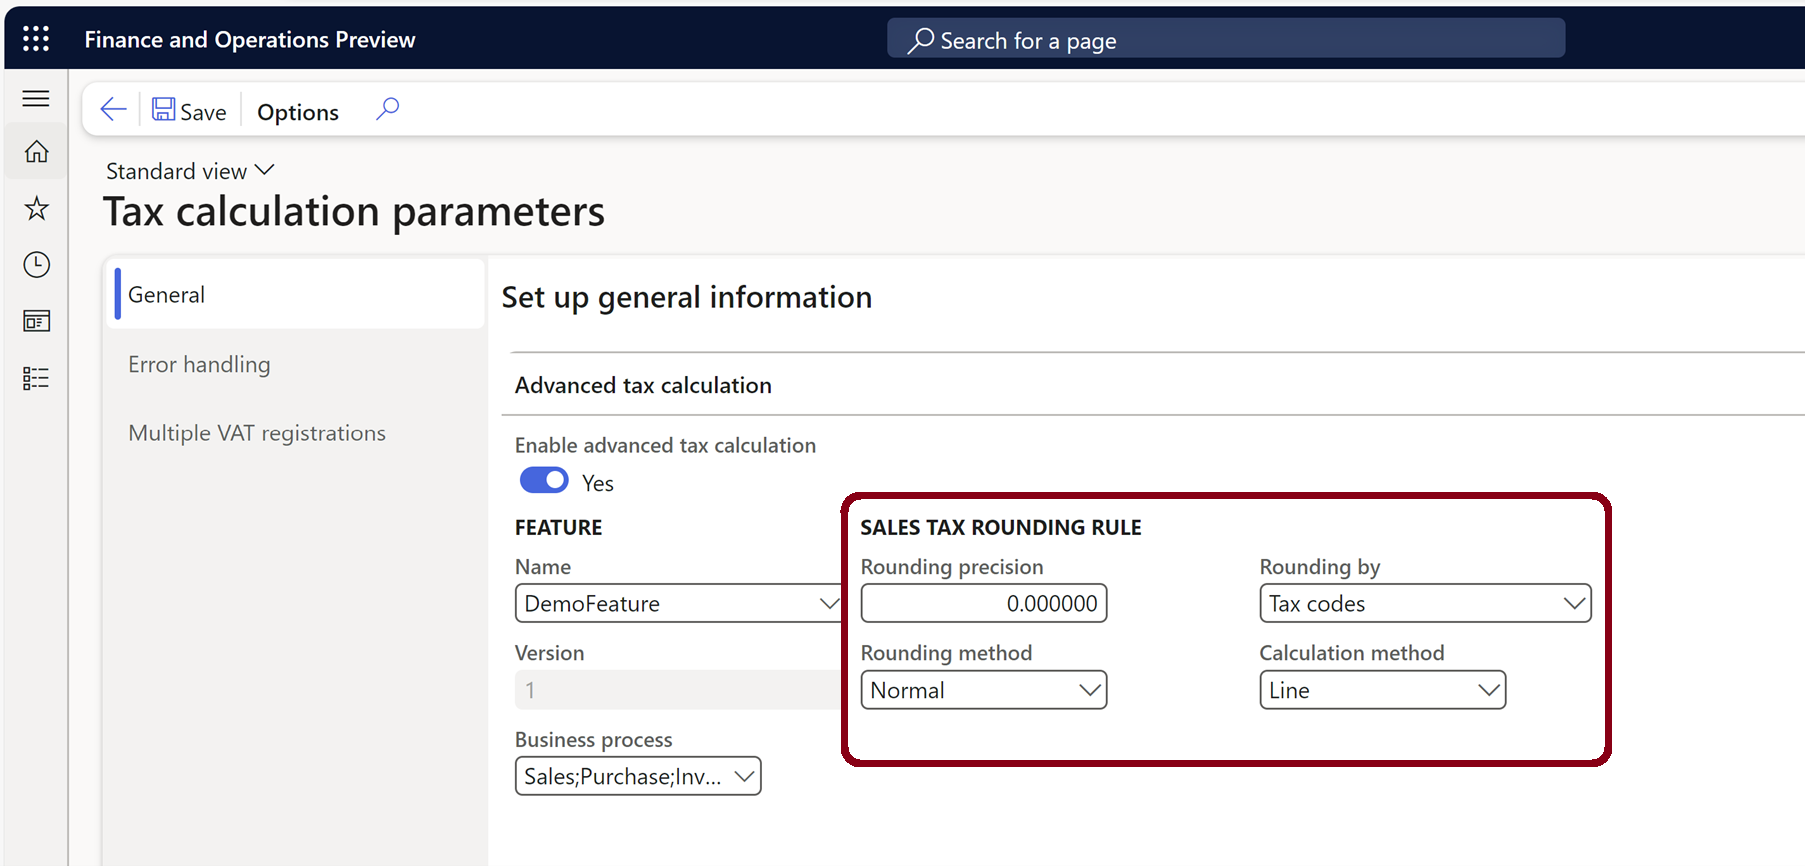 Finance and Operations Preview
Search for a page
Save
Options
Standard view
Tax calculation parameters
General
Error handling
Multiple VAT registrations
Set up general information
Advanced tax calculation
Enable advanced tax calculation
Yes
FEATURE
Name
DemoFeature
Version
1
Business process
Sales;Purchase;Inv...
SALES TAX ROUNDING RULE
Rounding precision
0.000000
Rounding method
Normal
Rounding by
Tax codes
Calculation method
Line